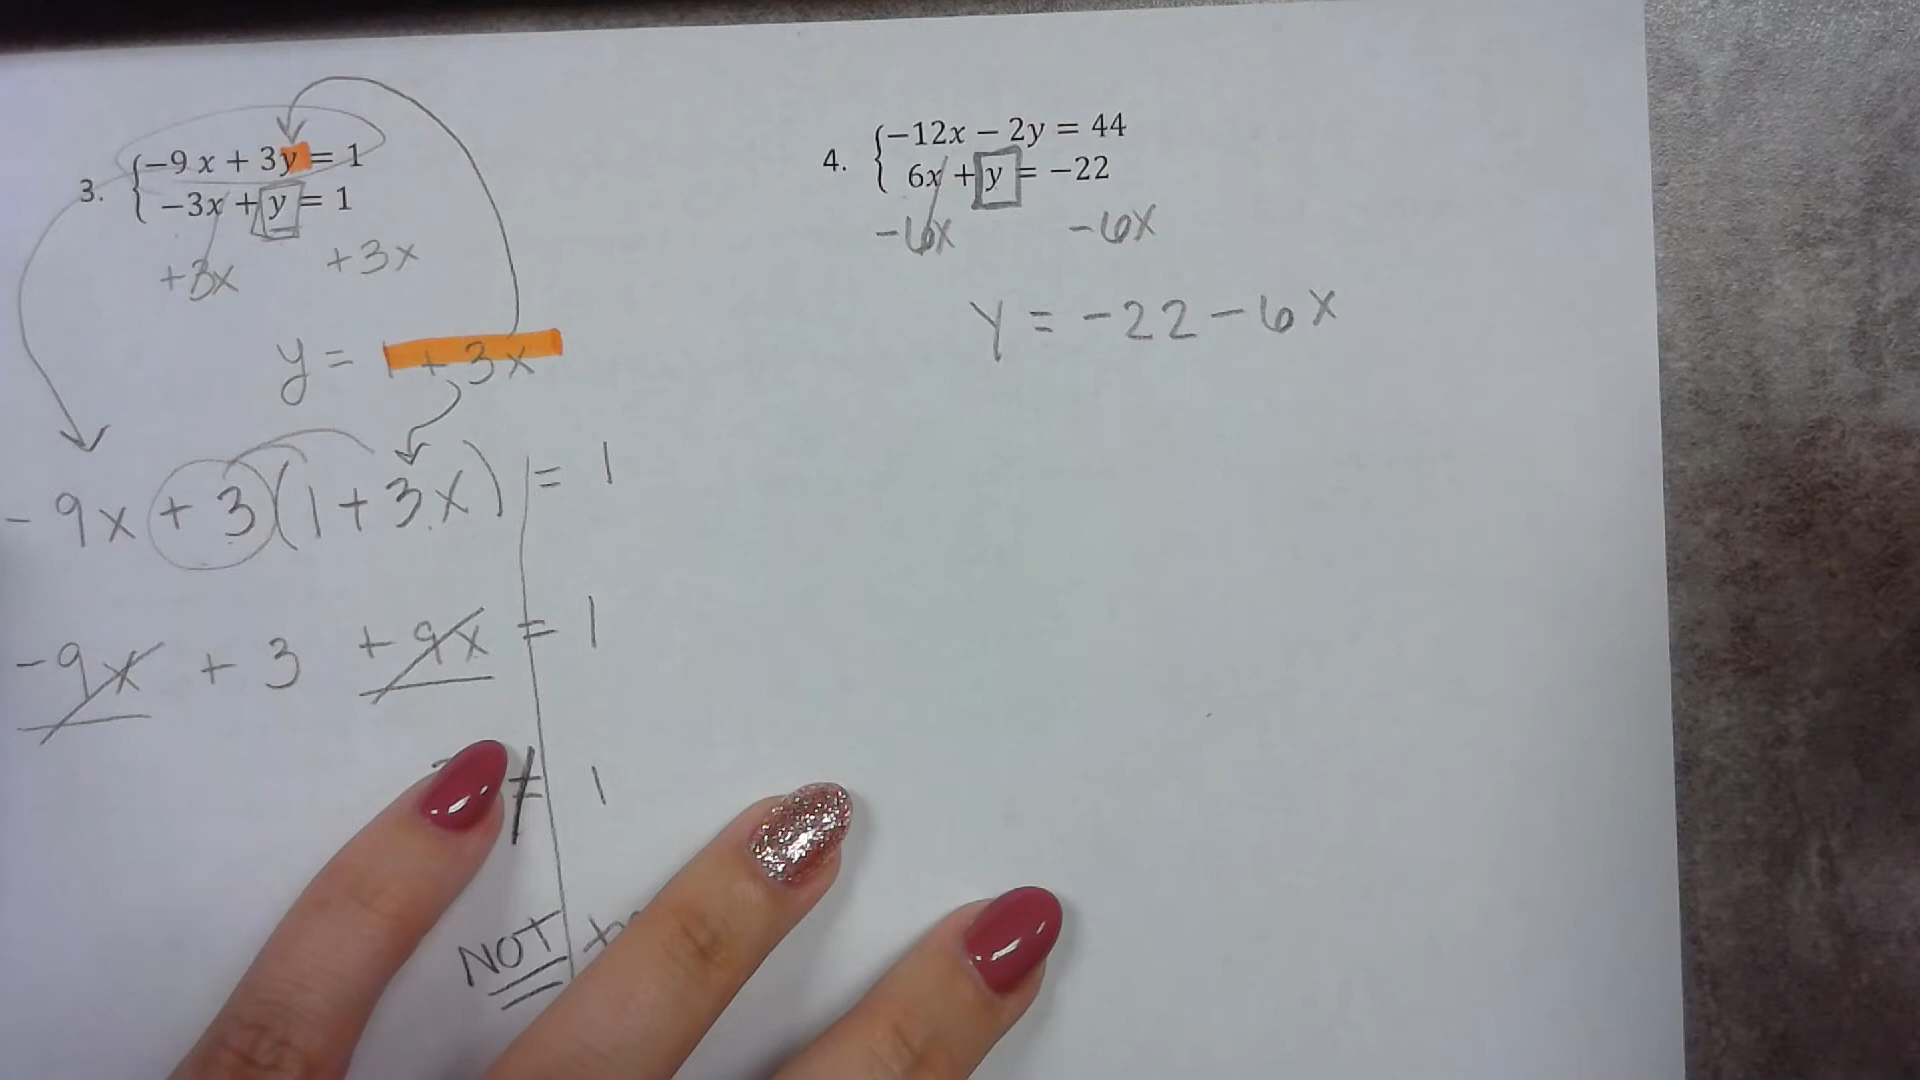 3. { -9 x + 3y = 1
-3x + y = 1
+3x +3x
y = 1 + 3x
-9x + 3(1 + 3x) = 1
-9x + 3 + 9x = 1
≠ 1
NOT
4. { -12x - 2y = 44
6x + y = -22
-6x -6x
y = -22 - 6x